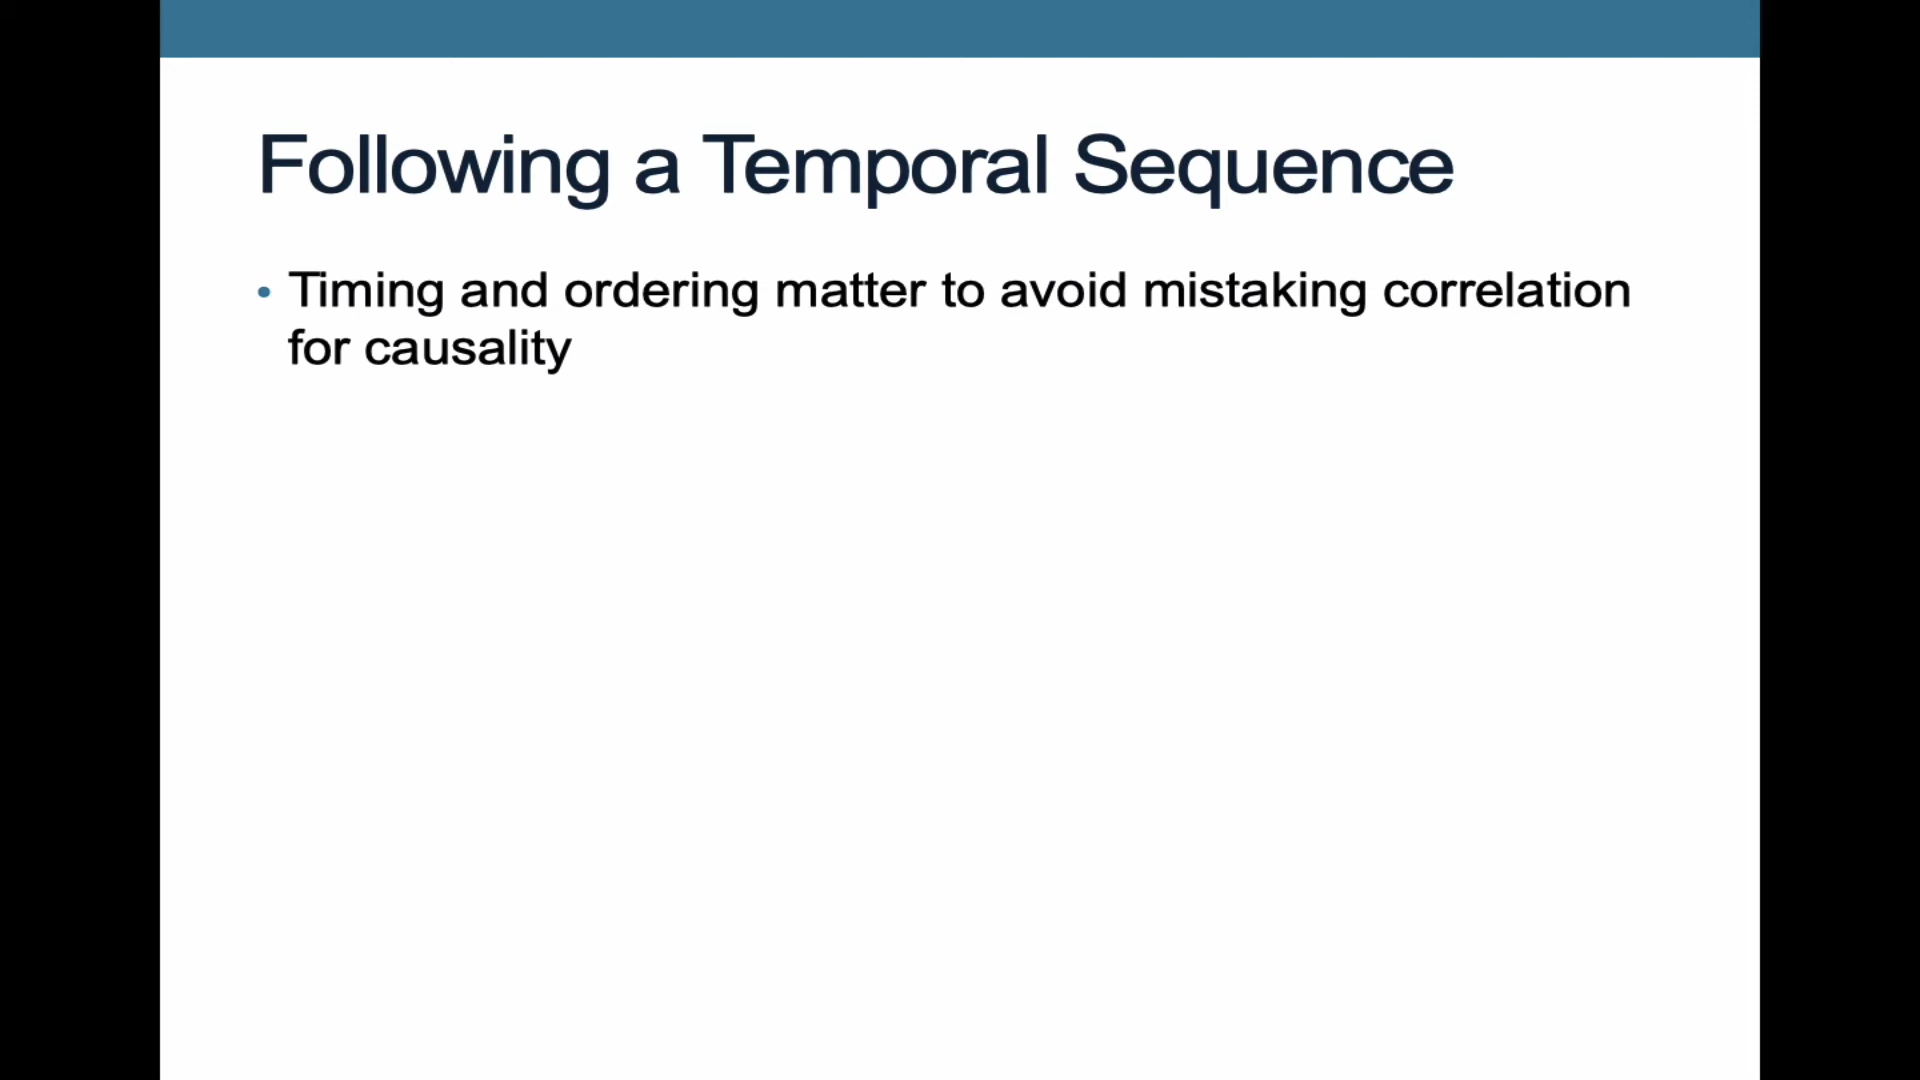 Following a Temporal Sequence
• Timing and ordering matter to avoid mistaking correlation
for causality